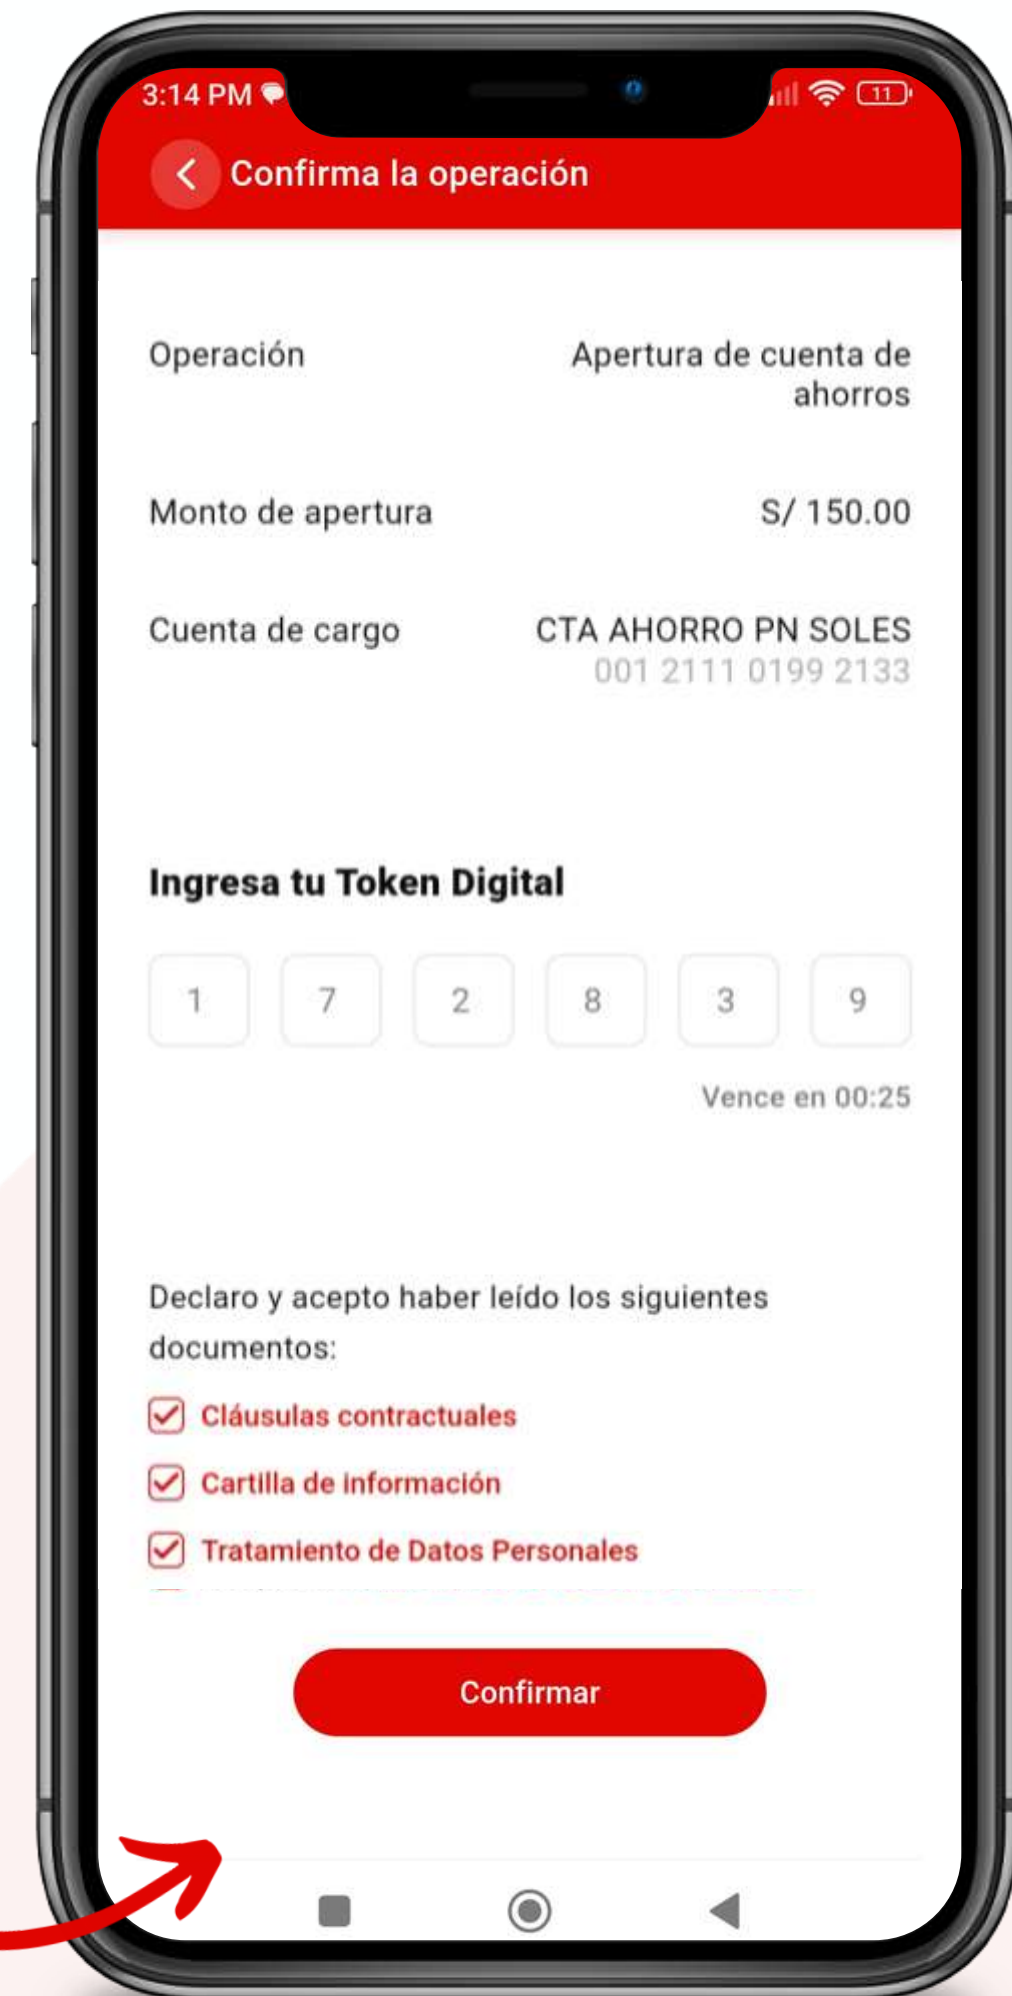 3:14 PM
11
Confirma la operación
Operación
Apertura de cuenta de
ahorros
Monto de apertura
S/ 150.00
Cuenta de cargo
CTA AHORRO PN SOLES
001 2111 0199 2133
Ingresa tu Token Digital
1 7 2 8 3 9
Vence en 00:25
Declaro y acepto haber leído los siguientes
documentos:
Cláusulas contractuales
Cartilla de información
Tratamiento de Datos Personales
Confirmar